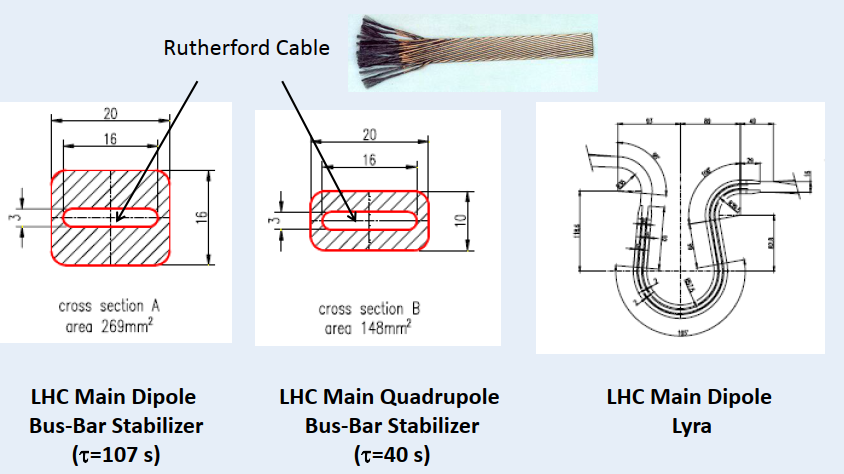 Rutherford Cable
20
16
3
16
cross section A
area 269mm²
20
16
3
10
cross section B
area 148mm²
LHC Main Dipole
Bus-Bar Stabilizer
(τ=107 s)
LHC Main Quadrupole
Bus-Bar Stabilizer
(τ=40 s)
LHC Main Dipole
Lyra